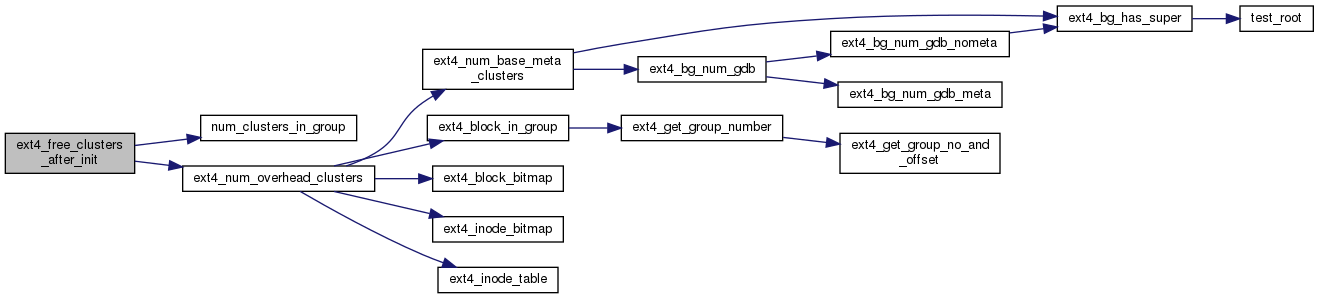 ext4_free_clusters
_after_init
num_clusters_in_group
ext4_num_overhead_clusters
ext4_num_base_meta
_clusters
ext4_block_in_group
ext4_block_bitmap
ext4_inode_bitmap
ext4_inode_table
ext4_bg_num_gdb
ext4_get_group_number
ext4_bg_num_gdb_nometa
ext4_bg_num_gdb_meta
ext4_get_group_no_and
_offset
ext4_bg_has_super
test_root